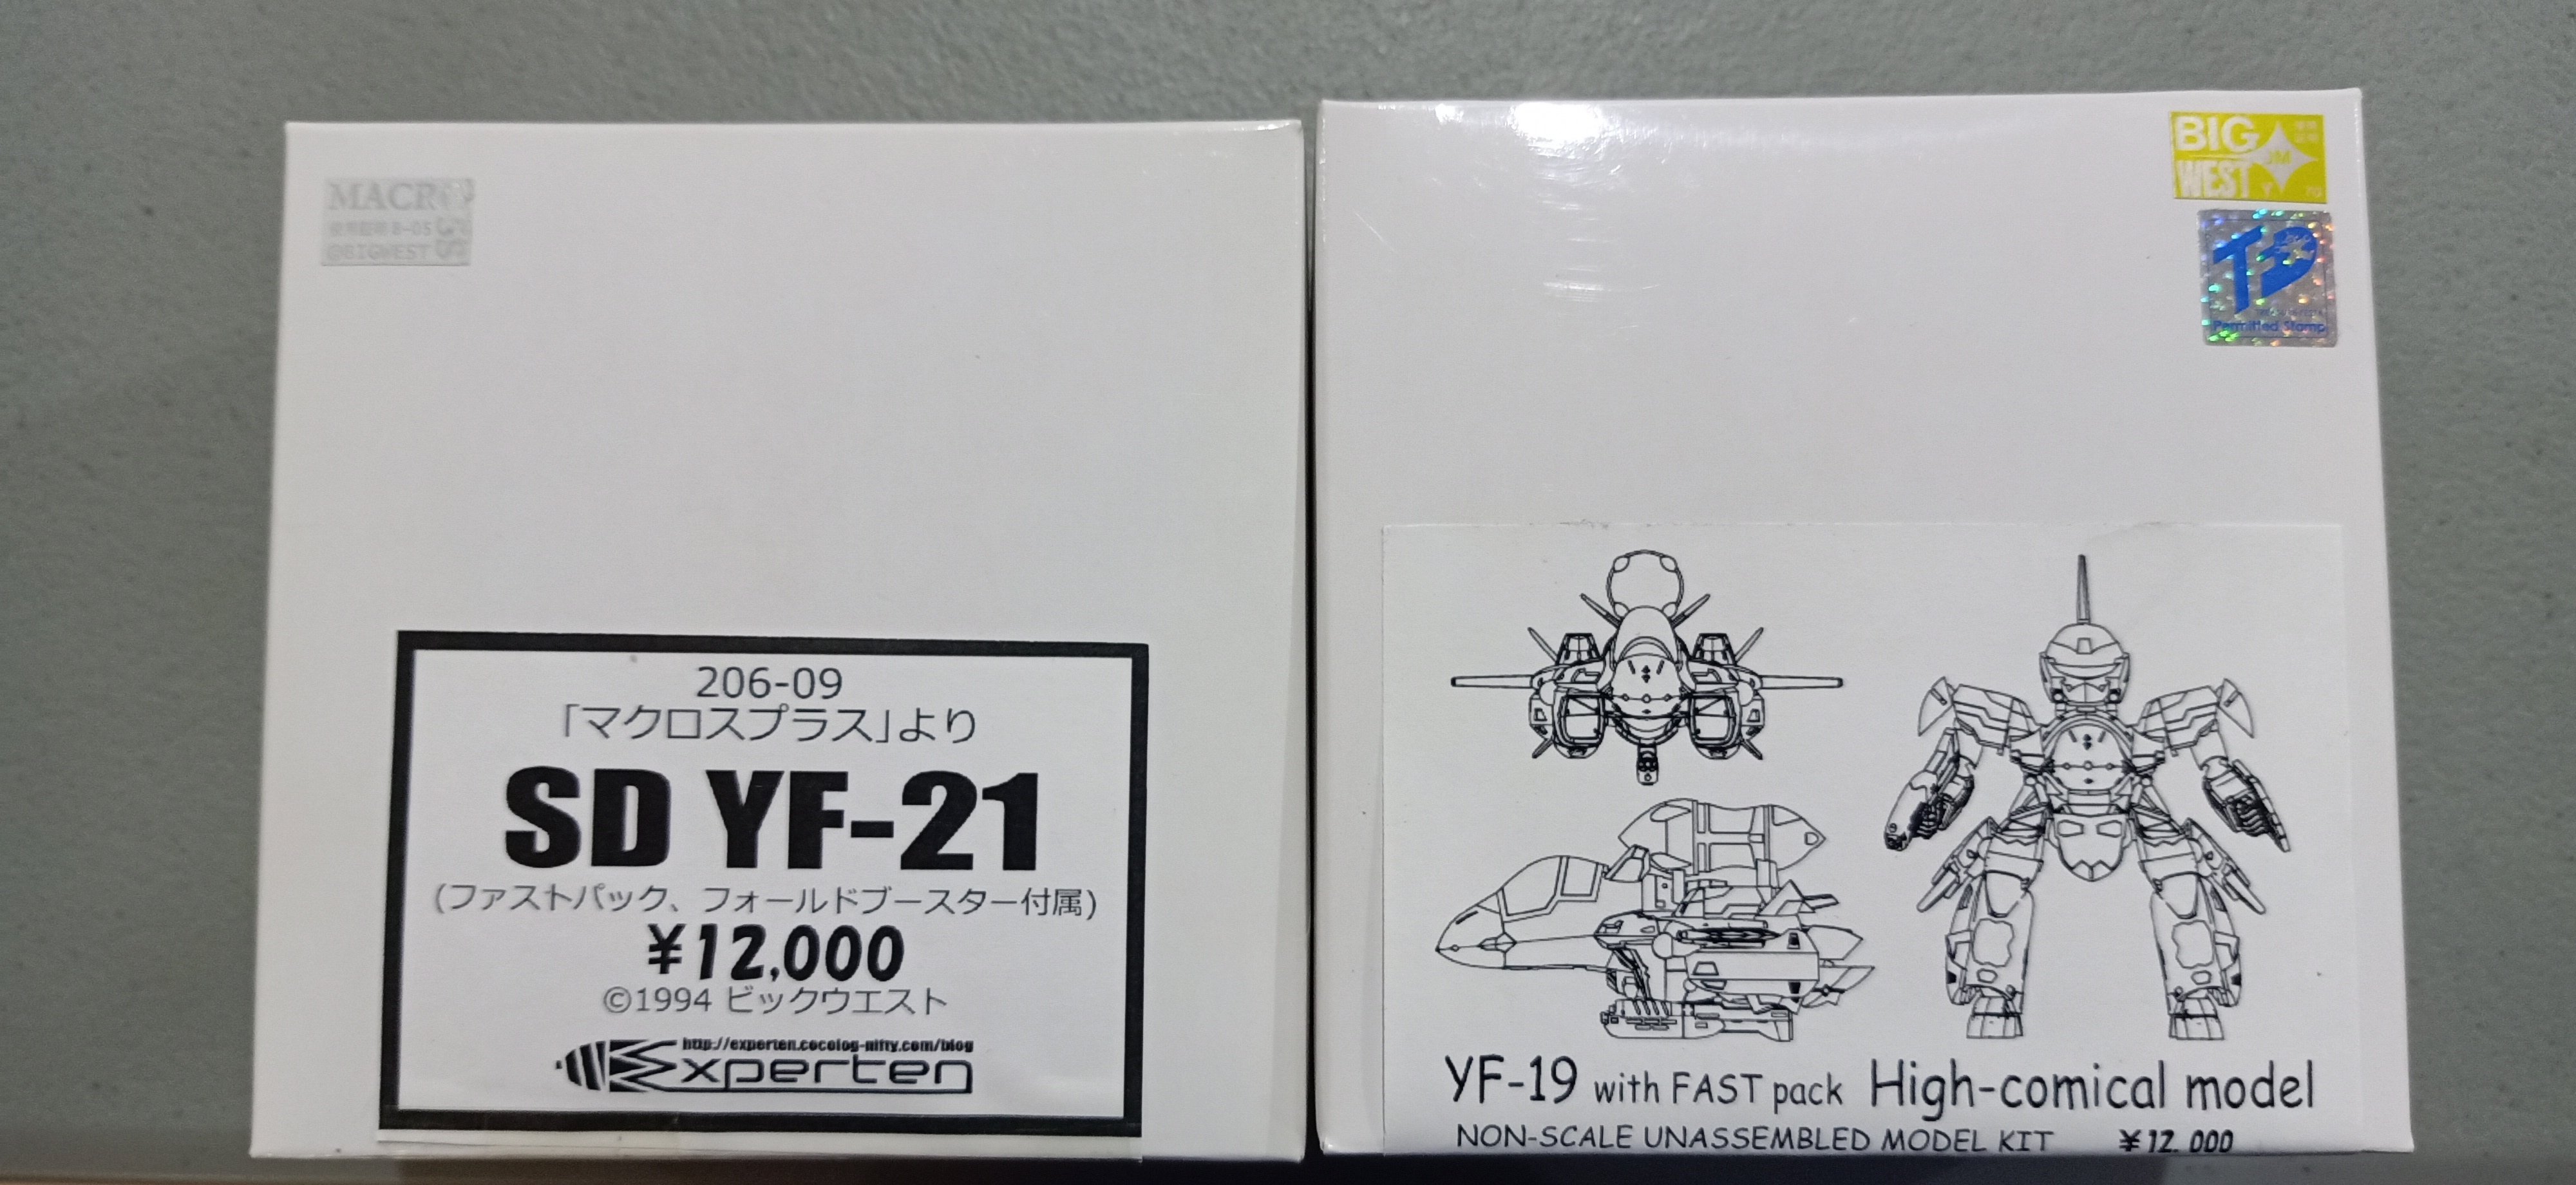 MACROSS
@BIGWEST
206-09
「マクロスプラス」より
SD YF-21
(ファストパック、フォールドブースター付属)
¥12,000
©1994 ビックウエスト
http://experten.cocolog-nifty.com/blog
Experten
BIG
WEST
JM
TD
Permitted Stamp
YF-19 with FAST pack High-comical model
NON-SCALE UNASSEMBLED MODEL KIT ¥12.000